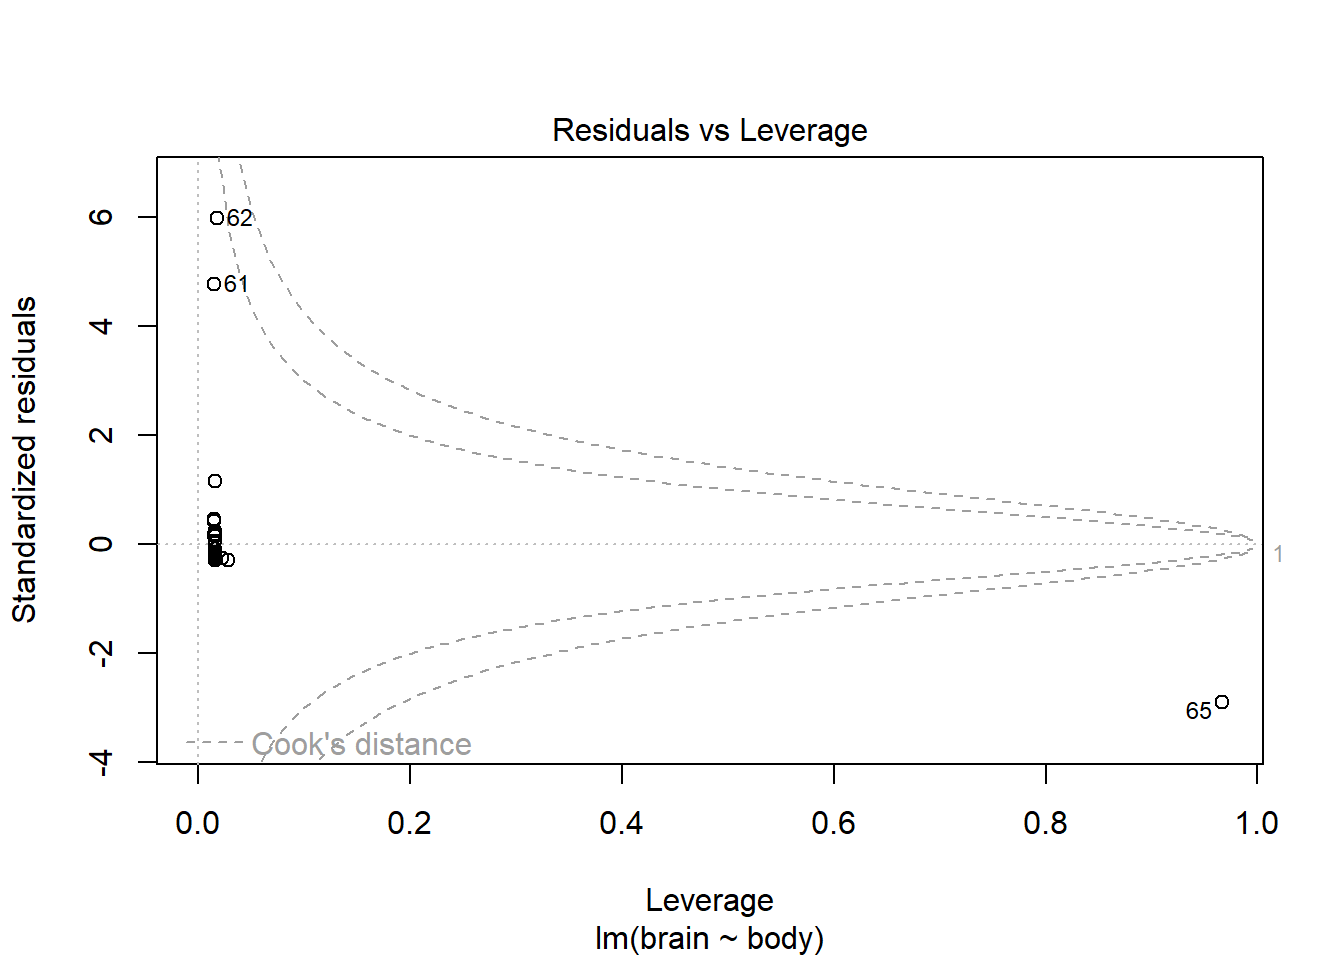 Residuals vs Leverage
Standardized residuals
6
4
2
0
-2
-4
62
61
65
1
Cook's distance
0.0 0.2 0.4 0.6 0.8 1.0
Leverage
lm(brain ~ body)